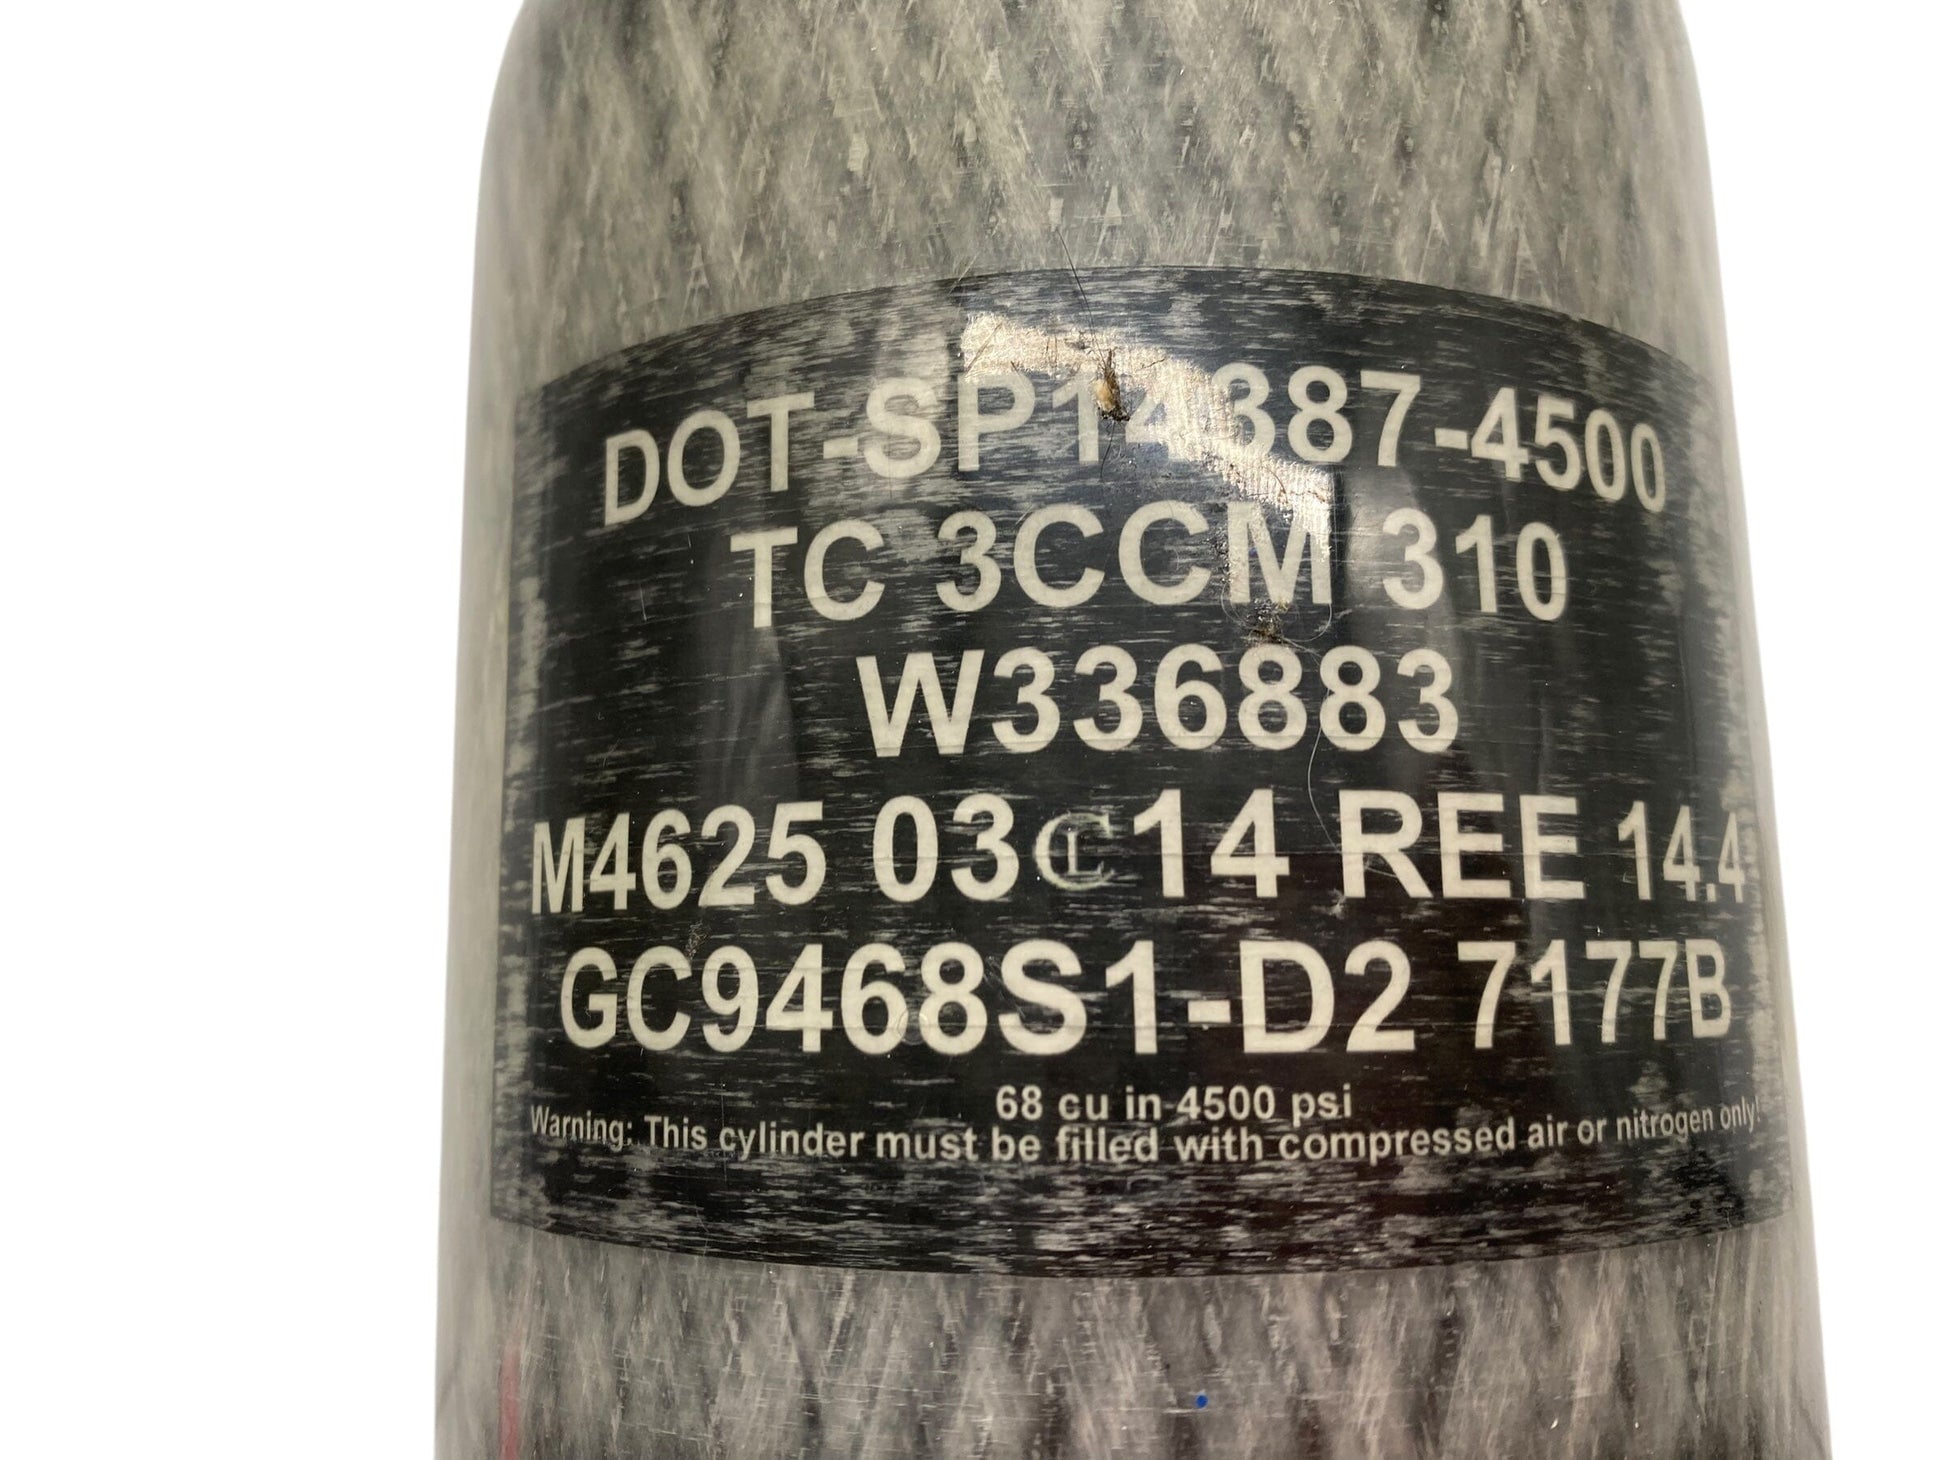 DOT-SP14387-4500
TC 3CCM 310
W336883
M4625 03 CL 14 REE 14.4
GC9468S1-D2 7177B
68 cu in 4500 psi
Warning: This cylinder must be filled with compressed air or nitrogen only!